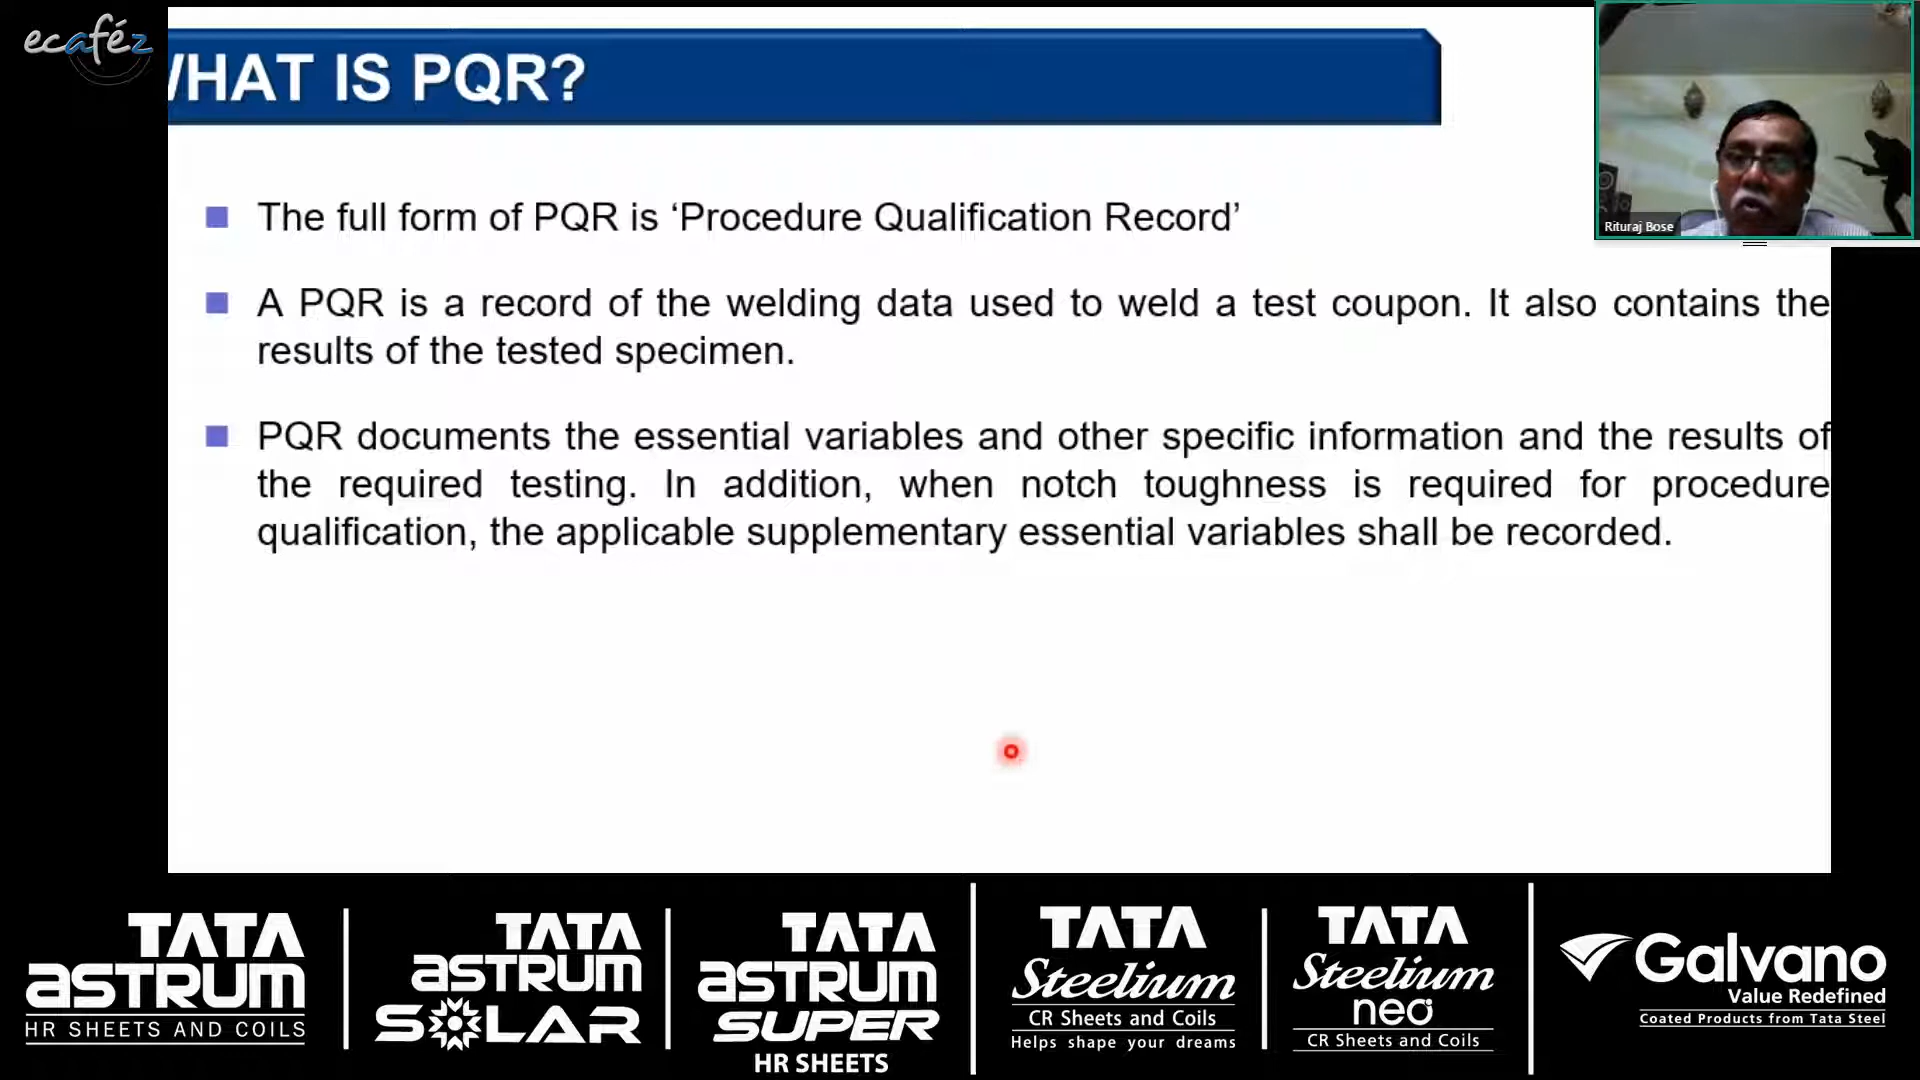 ecaféz
WHAT IS PQR?
Rituraj Bose
The full form of PQR is ‘Procedure Qualification Record’
A PQR is a record of the welding data used to weld a test coupon. It also contains the
results of the tested specimen.
PQR documents the essential variables and other specific information and the results of
the required testing. In addition, when notch toughness is required for procedure
qualification, the applicable supplementary essential variables shall be recorded.
TATA
ASTRUM
HR SHEETS AND COILS
TATA
ASTRUM
SOLAR
TATA
ASTRUM
SUPER
HR SHEETS
TATA
Steelium
CR Sheets and Coils
Helps shape your dreams
TATA
Steelium
neo
CR Sheets and Coils
Galvano
Value Redefined
Coated Products from Tata Steel